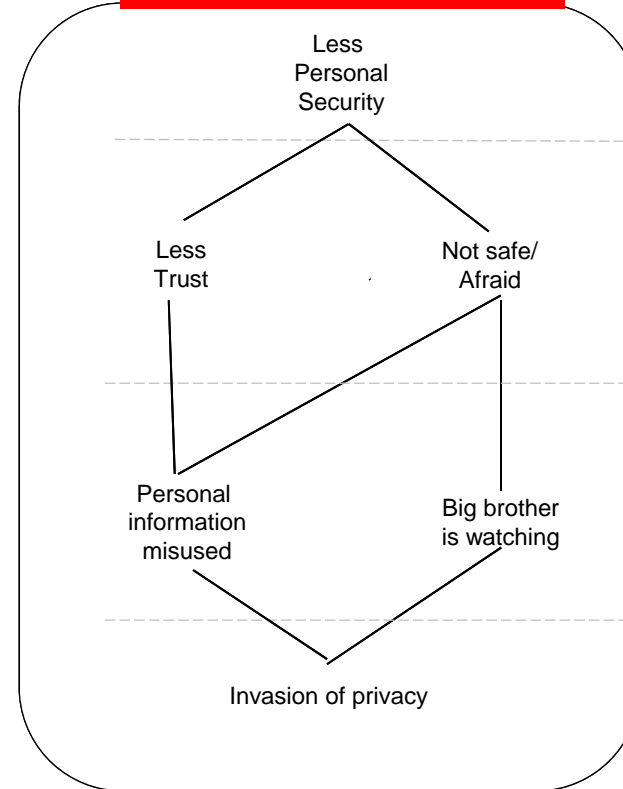 Less
Personal
Security
Less
Trust
Not safe/
Afraid
Personal
information
misused
Big brother
is watching
Invasion of privacy